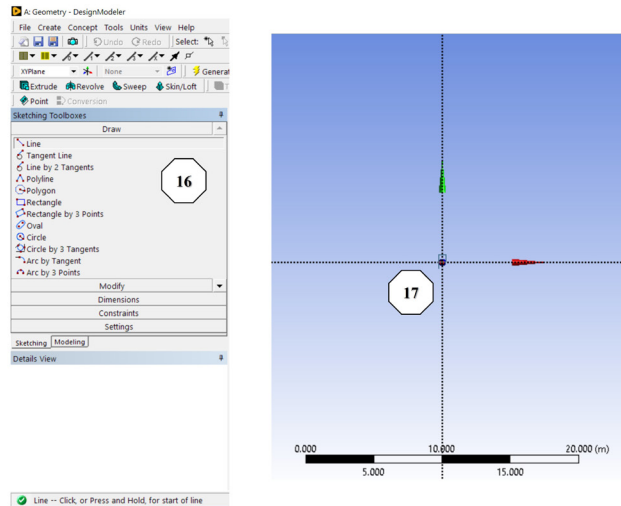 A: Geometry - DesignModeler
File Create Concept Tools Units View Help
Undo Redo Select:
XYPlane None Generat
Extrude Revolve Sweep Skin/Loft T
Point Conversion
Sketching Toolboxes
Draw
Line
Tangent Line
Line by 2 Tangents
Polyline
Polygon
Rectangle
Rectangle by 3 Points
Oval
Circle
Circle by 3 Tangents
Arc by Tangent
Arc by 3 Points
16
Modify
Dimensions
Constraints
Settings
Sketching Modeling
Details View
Line -- Click, or Press and Hold, for start of line
17
0.000 10.000 20.000 (m)
5.000 15.000